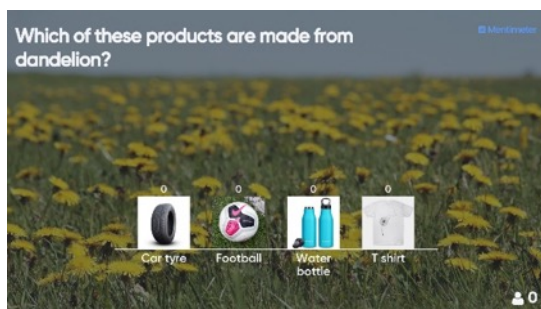 Which of these products are made from
dandelion?
Mentimeter
0 0 0 0
Car tyre Football Water T shirt
bottle
0